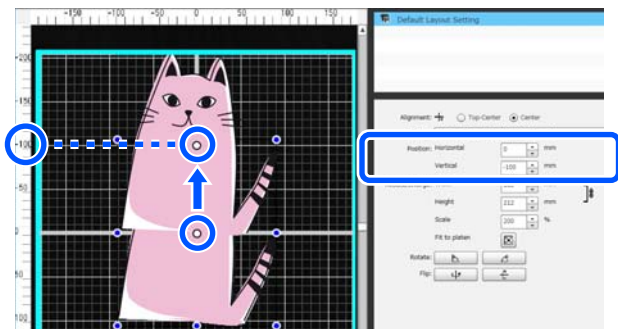 -150 -100 -50 0 50 100 150
Default Layout Setting
-200
-150
-100
-50
0
50
100
Alignment: Top-Center Center
Position: Horizontal 0 mm
Vertical -100 mm
Height 212 mm
Scale 200 %
Fit to platen
Rotate:
Flip: